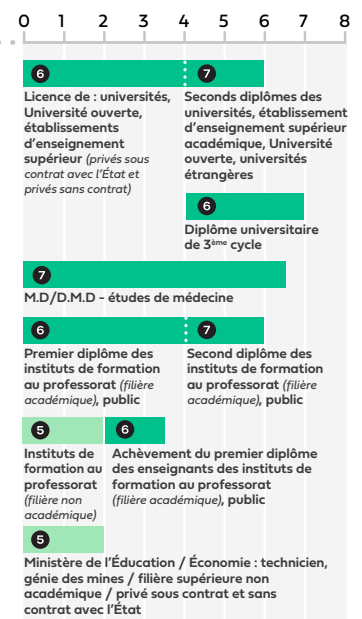 0 1 2 3 4 5 6 7 8
6 7
Licence de : universités,
Université ouverte,
établissements
d'enseignement
supérieur (privés sous
contrat avec l'État et
privés sans contrat)
Seconds diplômes des
universités, établissement
d'enseignement supérieur
académique, Université
ouverte, universités
étrangères
6
Diplôme universitaire
de 3ème cycle
7
M.D/D.M.D - études de médecine
6 7
Premier diplôme des
instituts de formation
au professorat (filière
académique), public
Second diplôme des
instituts de formation
au professorat (filière
académique), public
5 6
Instituts de
formation au
professorat
(filière non
académique)
Achèvement du premier diplôme
des enseignants des instituts de
formation au professorat
(filière académique), public
5
Ministère de l'Éducation / Économie : technicien,
génie des mines / filière supérieure non
académique / privé sous contrat et sans
contrat avec l'État